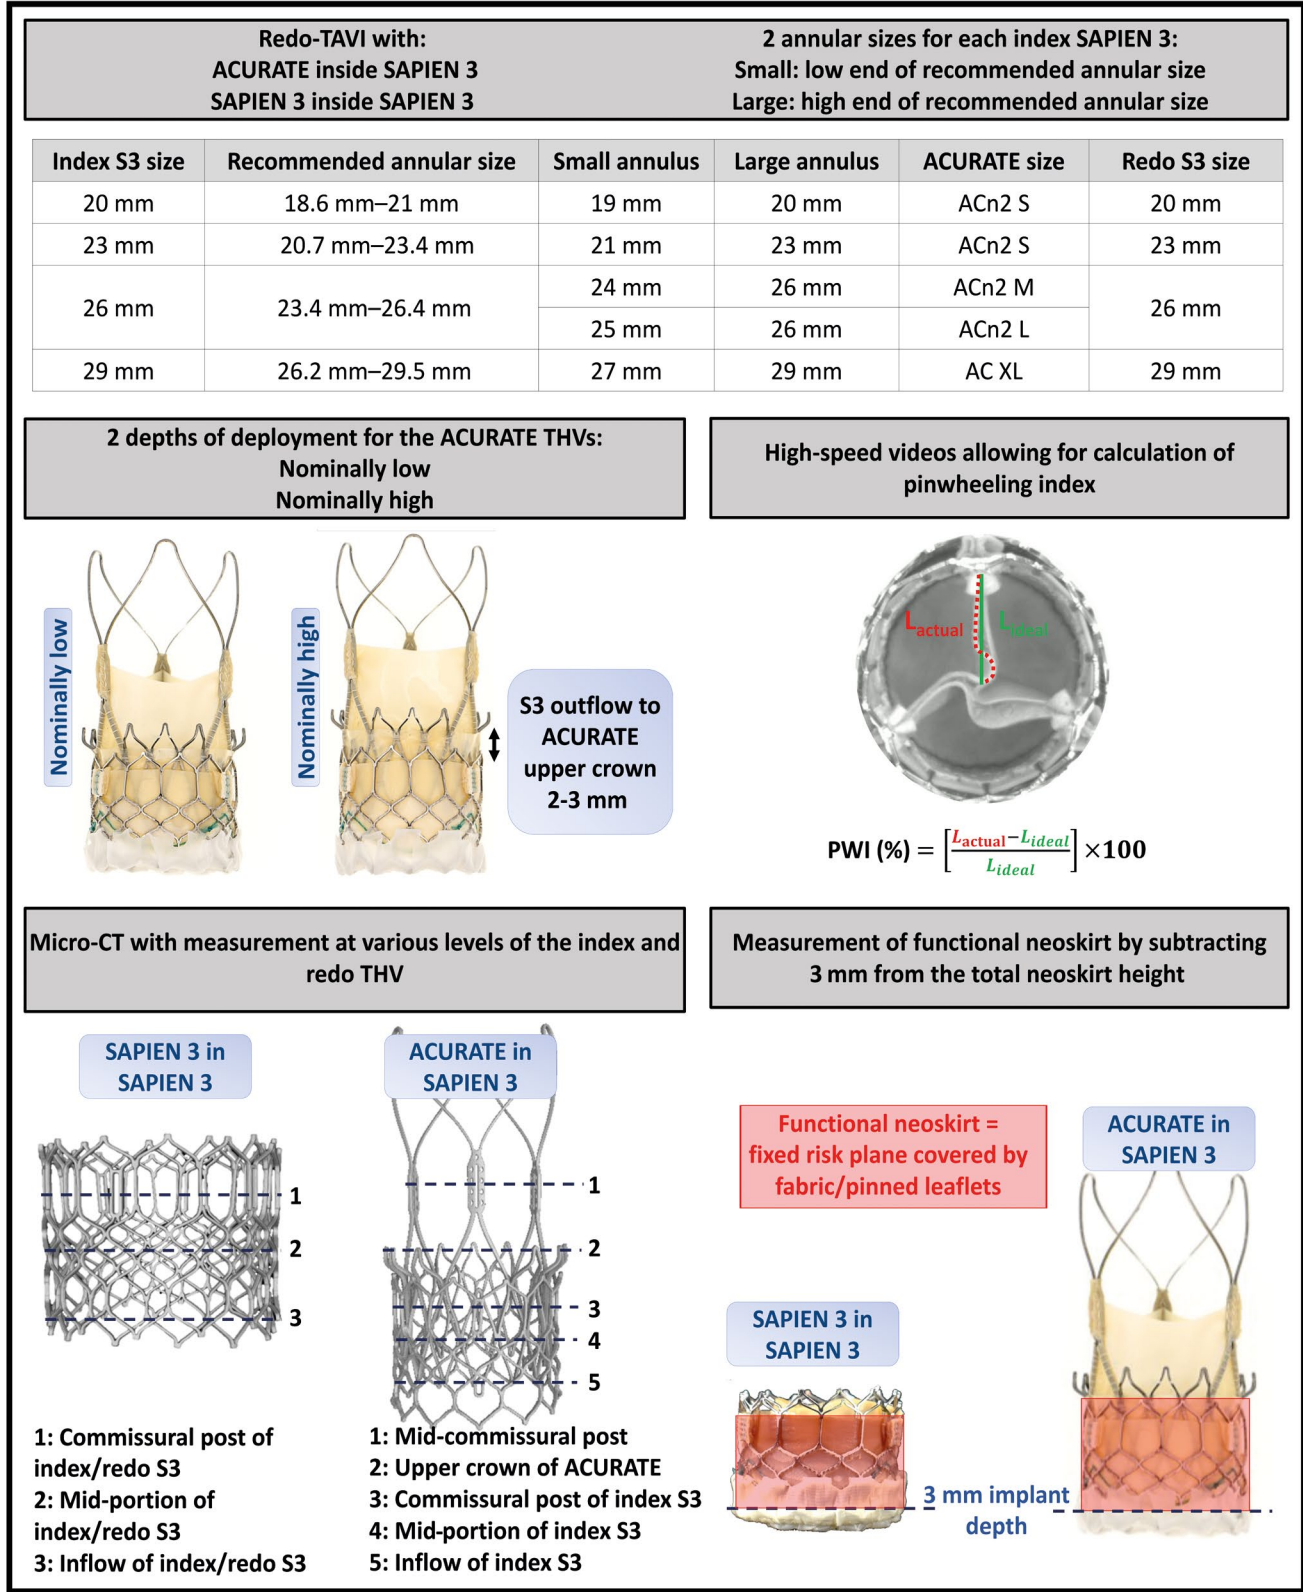 Redo-TAVI with:
ACURATE inside SAPIEN 3
SAPIEN 3 inside SAPIEN 3
2 annular sizes for each index SAPIEN 3:
Small: low end of recommended annular size
Large: high end of recommended annular size
Index S3 size Recommended annular size Small annulus Large annulus ACURATE size Redo S3 size
20 mm 18.6 mm–21 mm 19 mm 20 mm ACn2 S 20 mm
23 mm 20.7 mm–23.4 mm 21 mm 23 mm ACn2 S 23 mm
26 mm 23.4 mm–26.4 mm 24 mm 26 mm ACn2 M 26 mm
25 mm 26 mm ACn2 L
29 mm 26.2 mm–29.5 mm 27 mm 29 mm AC XL 29 mm
2 depths of deployment for the ACURATE THVs:
Nominally low
Nominally high
Nominally low
Nominally high
S3 outflow to
ACURATE
upper crown
2-3 mm
High-speed videos allowing for calculation of
pinwheeling index
Lactual Lideal
PWI (%) = [Lactual−Lideal / Lideal] ×100
Micro-CT with measurement at various levels of the index and
redo THV
SAPIEN 3 in
SAPIEN 3
1
2
3
1: Commissural post of
index/redo S3
2: Mid-portion of
index/redo S3
3: Inflow of index/redo S3
ACURATE in
SAPIEN 3
1
2
3
4
5
1: Mid-commissural post
2: Upper crown of ACURATE
3: Commissural post of index S3
4: Mid-portion of index S3
5: Inflow of index S3
Measurement of functional neoskirt by subtracting
3 mm from the total neoskirt height
Functional neoskirt =
fixed risk plane covered by
fabric/pinned leaflets
ACURATE in
SAPIEN 3
SAPIEN 3 in
SAPIEN 3
3 mm implant
depth